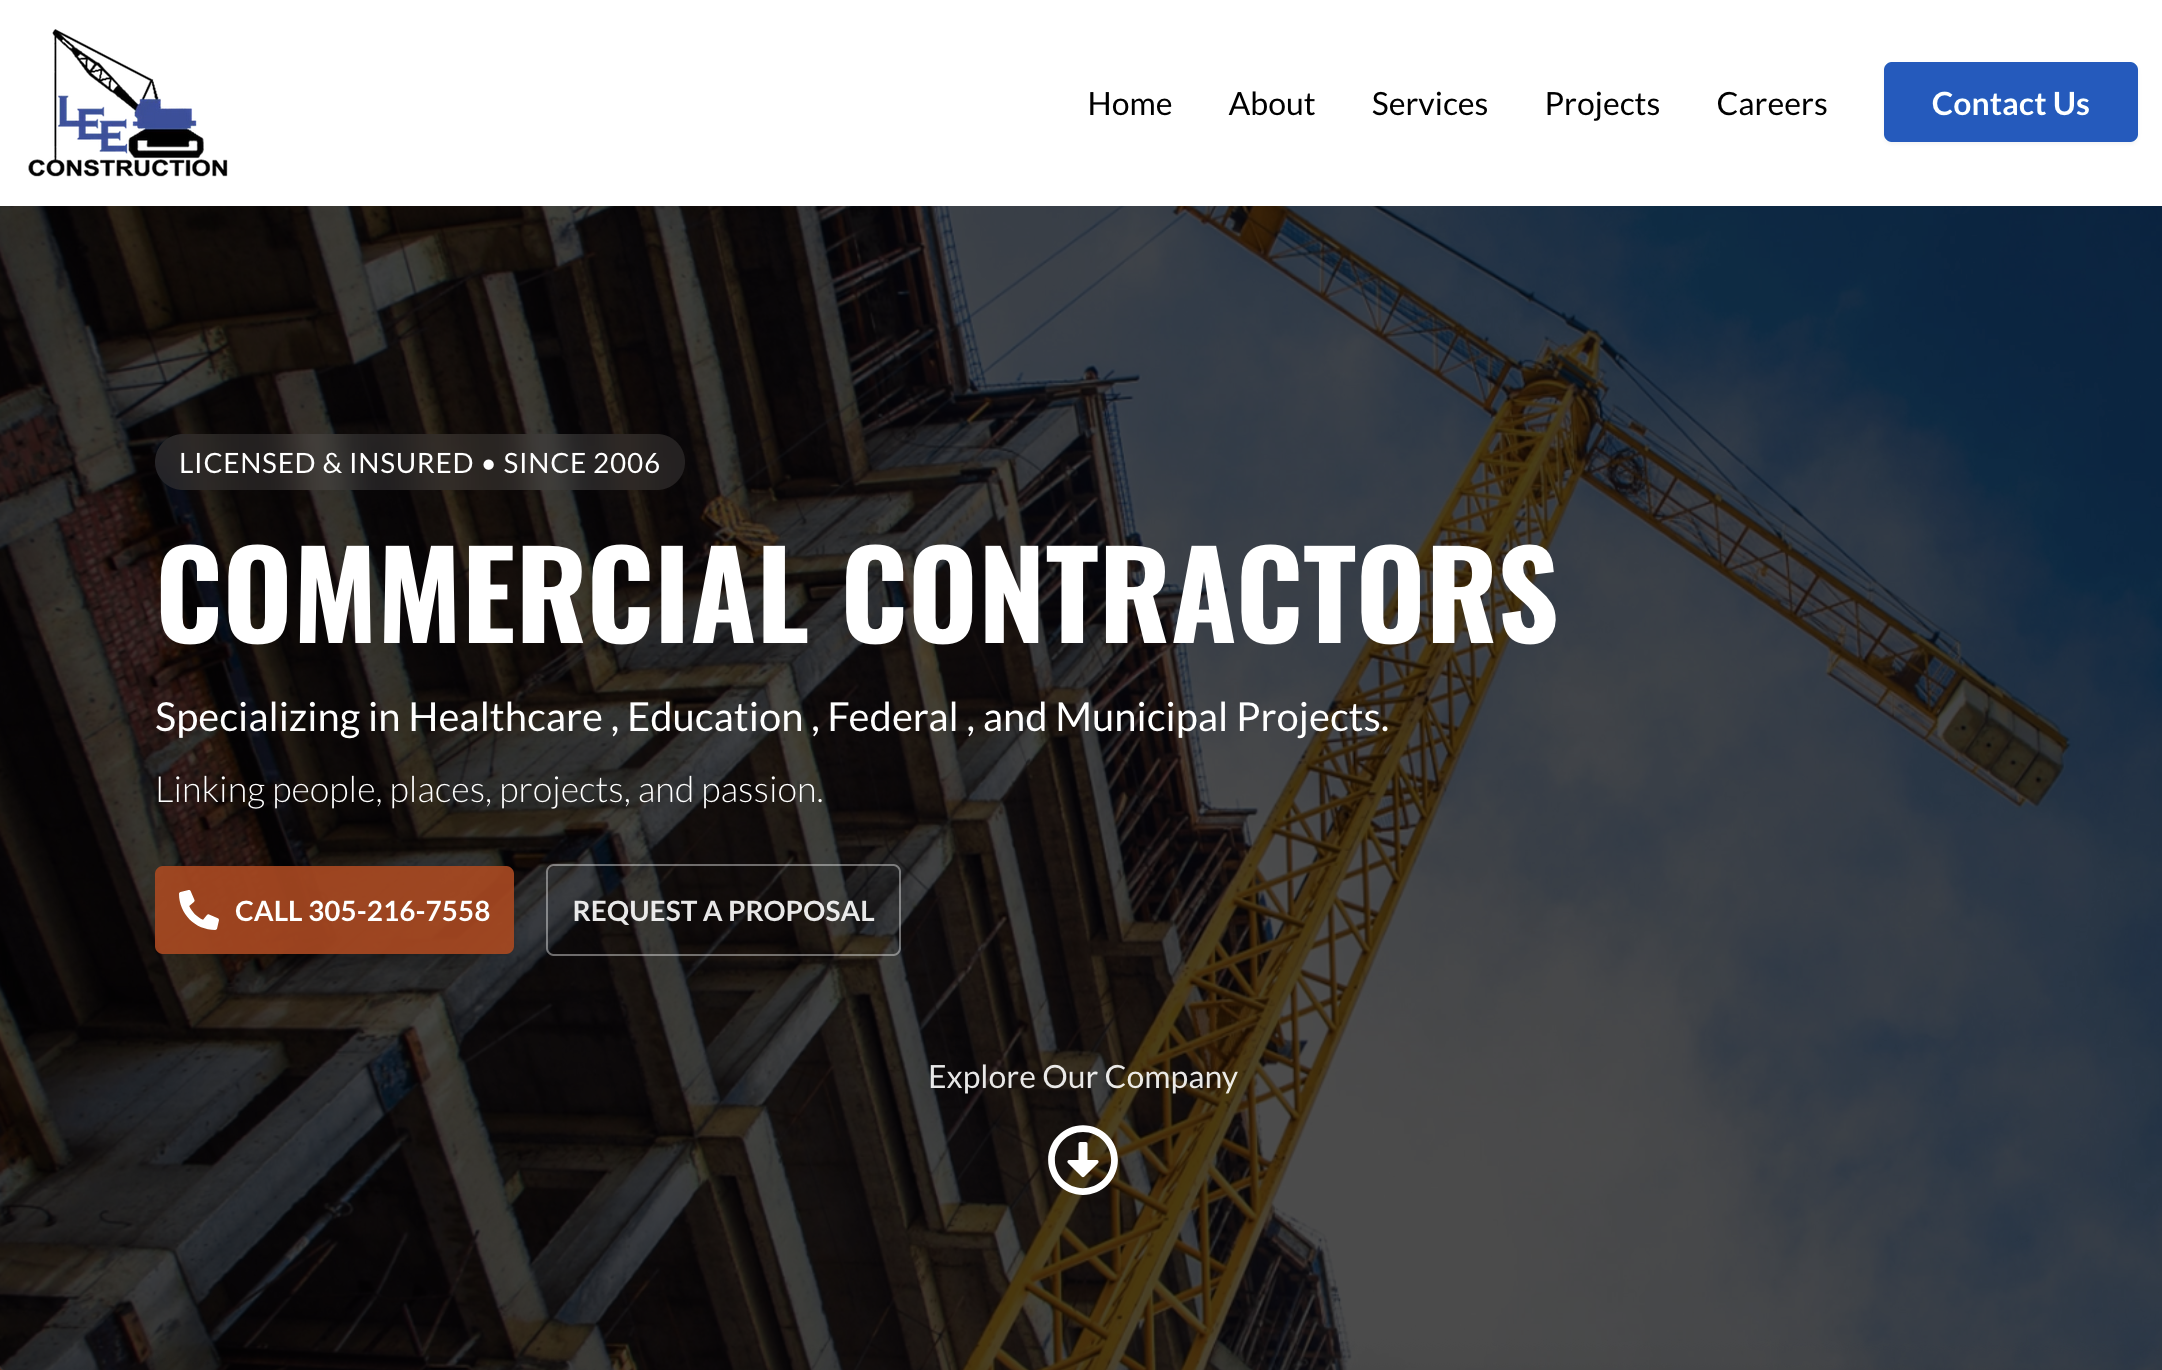 LEE
CONSTRUCTION
Home About Services Projects Careers Contact Us
LICENSED & INSURED • SINCE 2006
COMMERCIAL CONTRACTORS
Specializing in Healthcare , Education , Federal , and Municipal Projects.
Linking people, places, projects, and passion.
CALL 305-216-7558
REQUEST A PROPOSAL
Explore Our Company